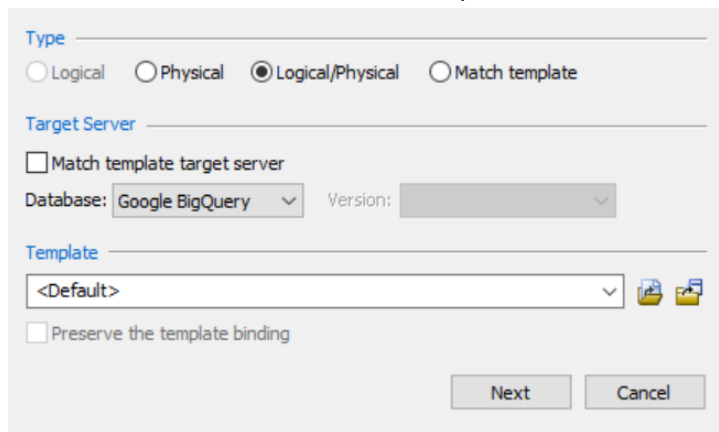 Type
Logical Physical Logical/Physical Match template
Target Server
Match template target server
Database: Google BigQuery Version:
Template
<Default>
Preserve the template binding
Next Cancel